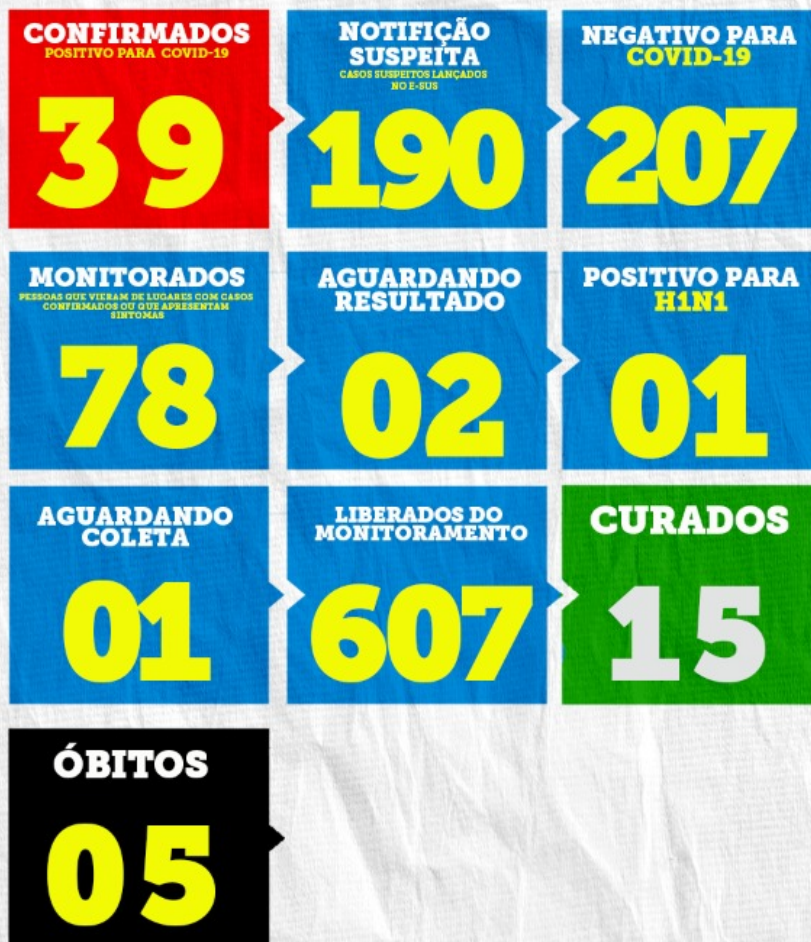 CONFIRMADOS
POSITIVO PARA COVID-19
39
NOTIFIÇÃO
SUSPEITA
CASOS SUSPEITOS LANÇADOS
NO E-SUS
190
NEGATIVO PARA
COVID-19
207
MONITORADOS
PESSOAS QUE VIERAM DE LUGARES COM CASOS
CONFIRMADOS OU QUE APRESENTAM
SINTOMAS
78
AGUARDANDO
RESULTADO
02
POSITIVO PARA
H1N1
01
AGUARDANDO
COLETA
01
LIBERADOS DO
MONITORAMENTO
607
CURADOS
15
ÓBITOS
05